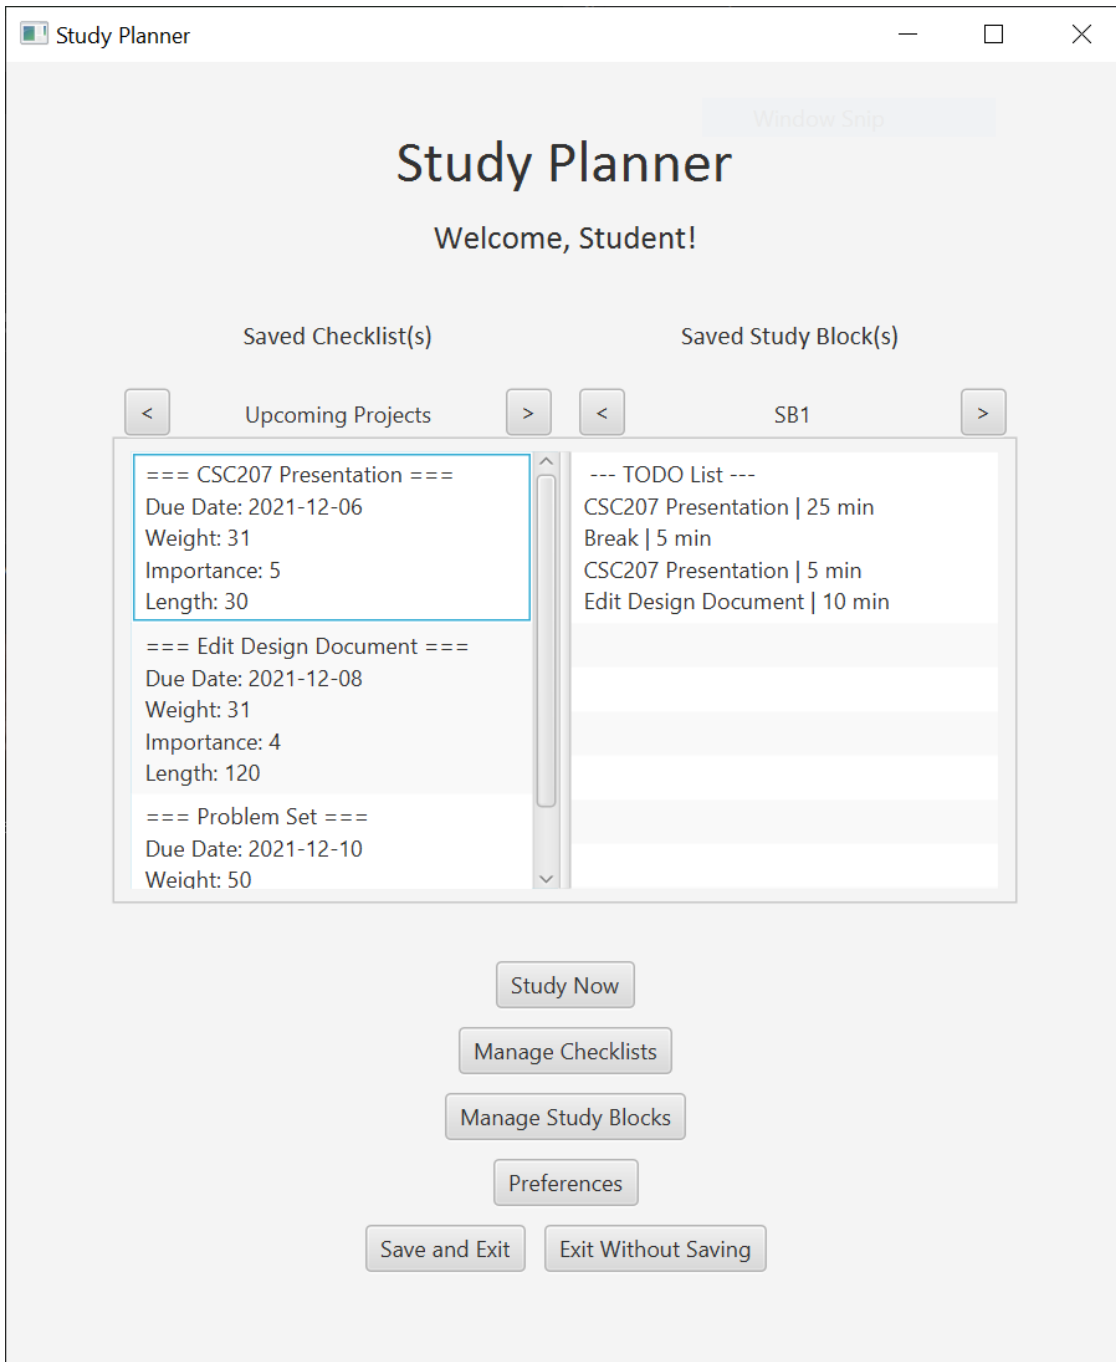 Study Planner
Window Snip
Study Planner
Welcome, Student!
Saved Checklist(s)
Saved Study Block(s)
< Upcoming Projects >
< SB1 >
=== CSC207 Presentation ===
Due Date: 2021-12-06
Weight: 31
Importance: 5
Length: 30
=== Edit Design Document ===
Due Date: 2021-12-08
Weight: 31
Importance: 4
Length: 120
=== Problem Set ===
Due Date: 2021-12-10
Weight: 50
--- TODO List ---
CSC207 Presentation | 25 min
Break | 5 min
CSC207 Presentation | 5 min
Edit Design Document | 10 min
Study Now
Manage Checklists
Manage Study Blocks
Preferences
Save and Exit
Exit Without Saving